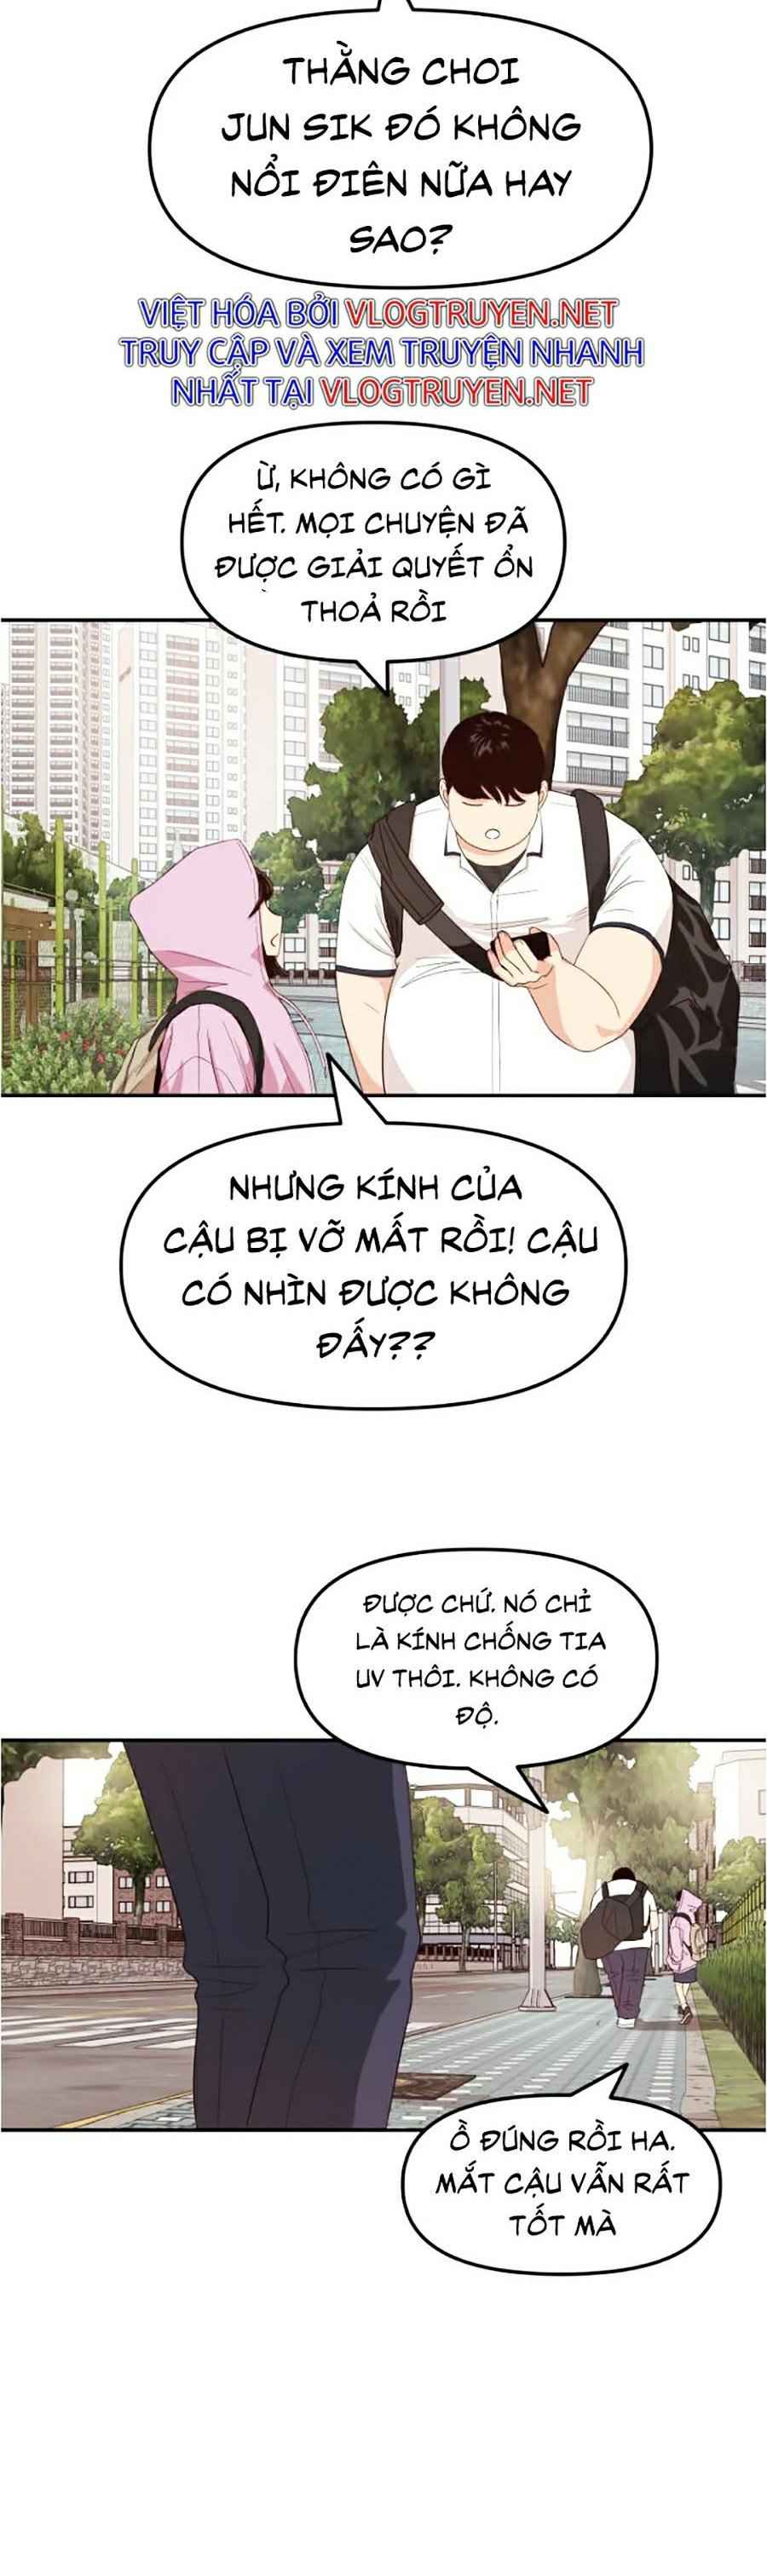 THẰNG CHOI
JUN SIK ĐÓ KHÔNG
NỔI ĐIÊN NỮA HAY
SAO?
VIỆT HÓA BỞI VLOGTRUYEN.NET
TRUY CẬP VÀ XEM TRUYỆN NHANH
NHẤT TẠI VLOGTRUYEN.NET
Ừ, KHÔNG CÓ GÌ
HẾT. MỌI CHUYỆN ĐÃ
ĐƯỢC GIẢI QUYẾT ỔN
THOẢ RỒI
NHƯNG KÍNH CỦA
CẬU BỊ VỠ MẤT RỒI! CẬU
CÓ NHÌN ĐƯỢC KHÔNG
ĐẤY??
ĐƯỢC CHỨ. NÓ CHỈ
LÀ KÍNH CHỐNG TIA
UV THÔI. KHÔNG CÓ
ĐỘ.
Ồ ĐÚNG RỒI HA.
MẮT CẬU VẪN RẤT
TỐT MÀ